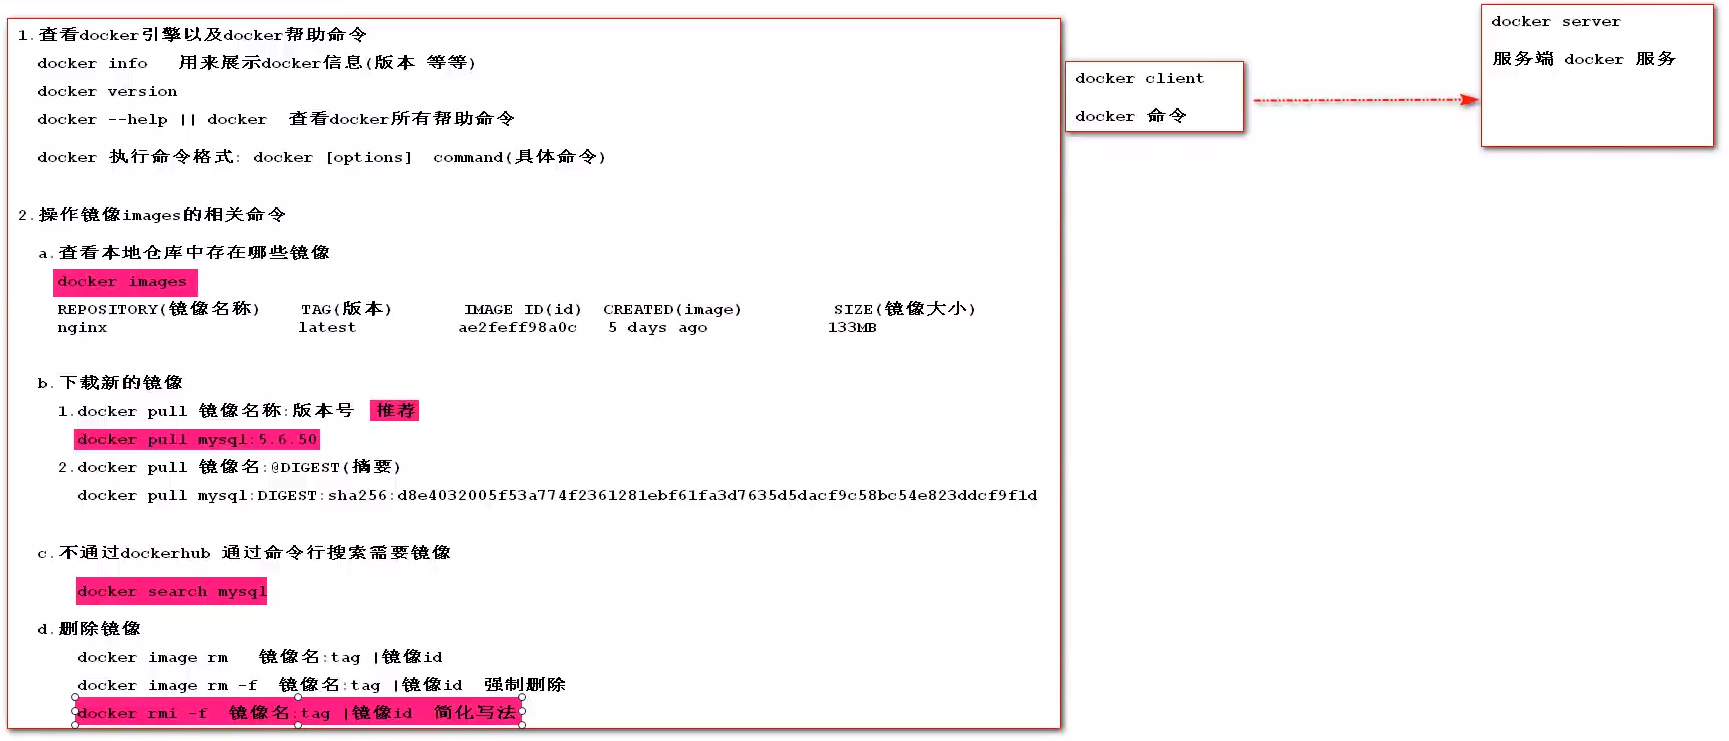 1.查看docker引擎以及docker帮助命令
docker info 用来展示docker信息(版本 等等)
docker version
docker --help || docker 查看docker所有帮助命令
docker 执行命令格式: docker [options] command(具体命令)
2.操作镜像images的相关命令
a.查看本地仓库中存在哪些镜像
docker images
REPOSITORY(镜像名称) TAG(版本) IMAGE ID(id) CREATED(image) SIZE(镜像大小)
nginx latest ae2feff98a0c 5 days ago 133MB
b.下载新的镜像
1.docker pull 镜像名称:版本号 推荐
docker pull mysql:5.6.50
2.docker pull 镜像名:@DIGEST(摘要)
docker pull mysql:DIGEST:sha256:d8e4032005f53a774f2361281ebf61fa3d7635d5dacf9c58bc54e823ddcf9f1d
c.不通过dockerhub 通过命令行搜索需要镜像
docker search mysql
d.删除镜像
docker image rm 镜像名:tag |镜像id
docker image rm -f 镜像名:tag |镜像id 强制删除
docker rmi -f 镜像名:tag |镜像id 简化写法
docker client
docker 命令
docker server
服务端 docker 服务